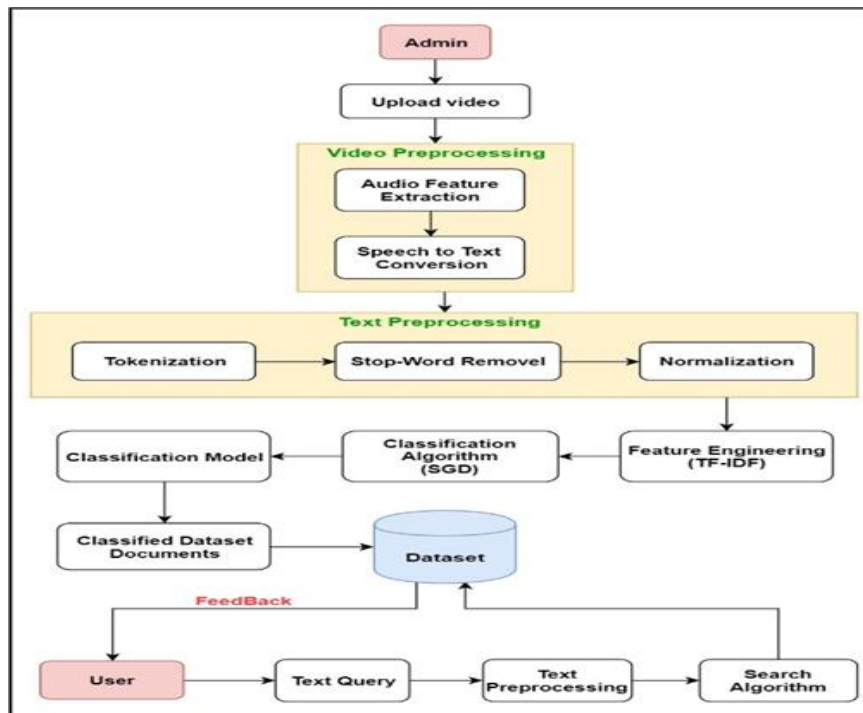 Admin
Upload video
Video Preprocessing
Audio Feature
Extraction
Speech to Text
Conversion
Text Preprocessing
Tokenization
Stop-Word Removel
Normalization
Classification Model
Classification
Algorithm
(SGD)
Feature Engineering
(TF-IDF)
Classified Dataset
Documents
Dataset
FeedBack
User
Text Query
Text
Preprocessing
Search
Algorithm